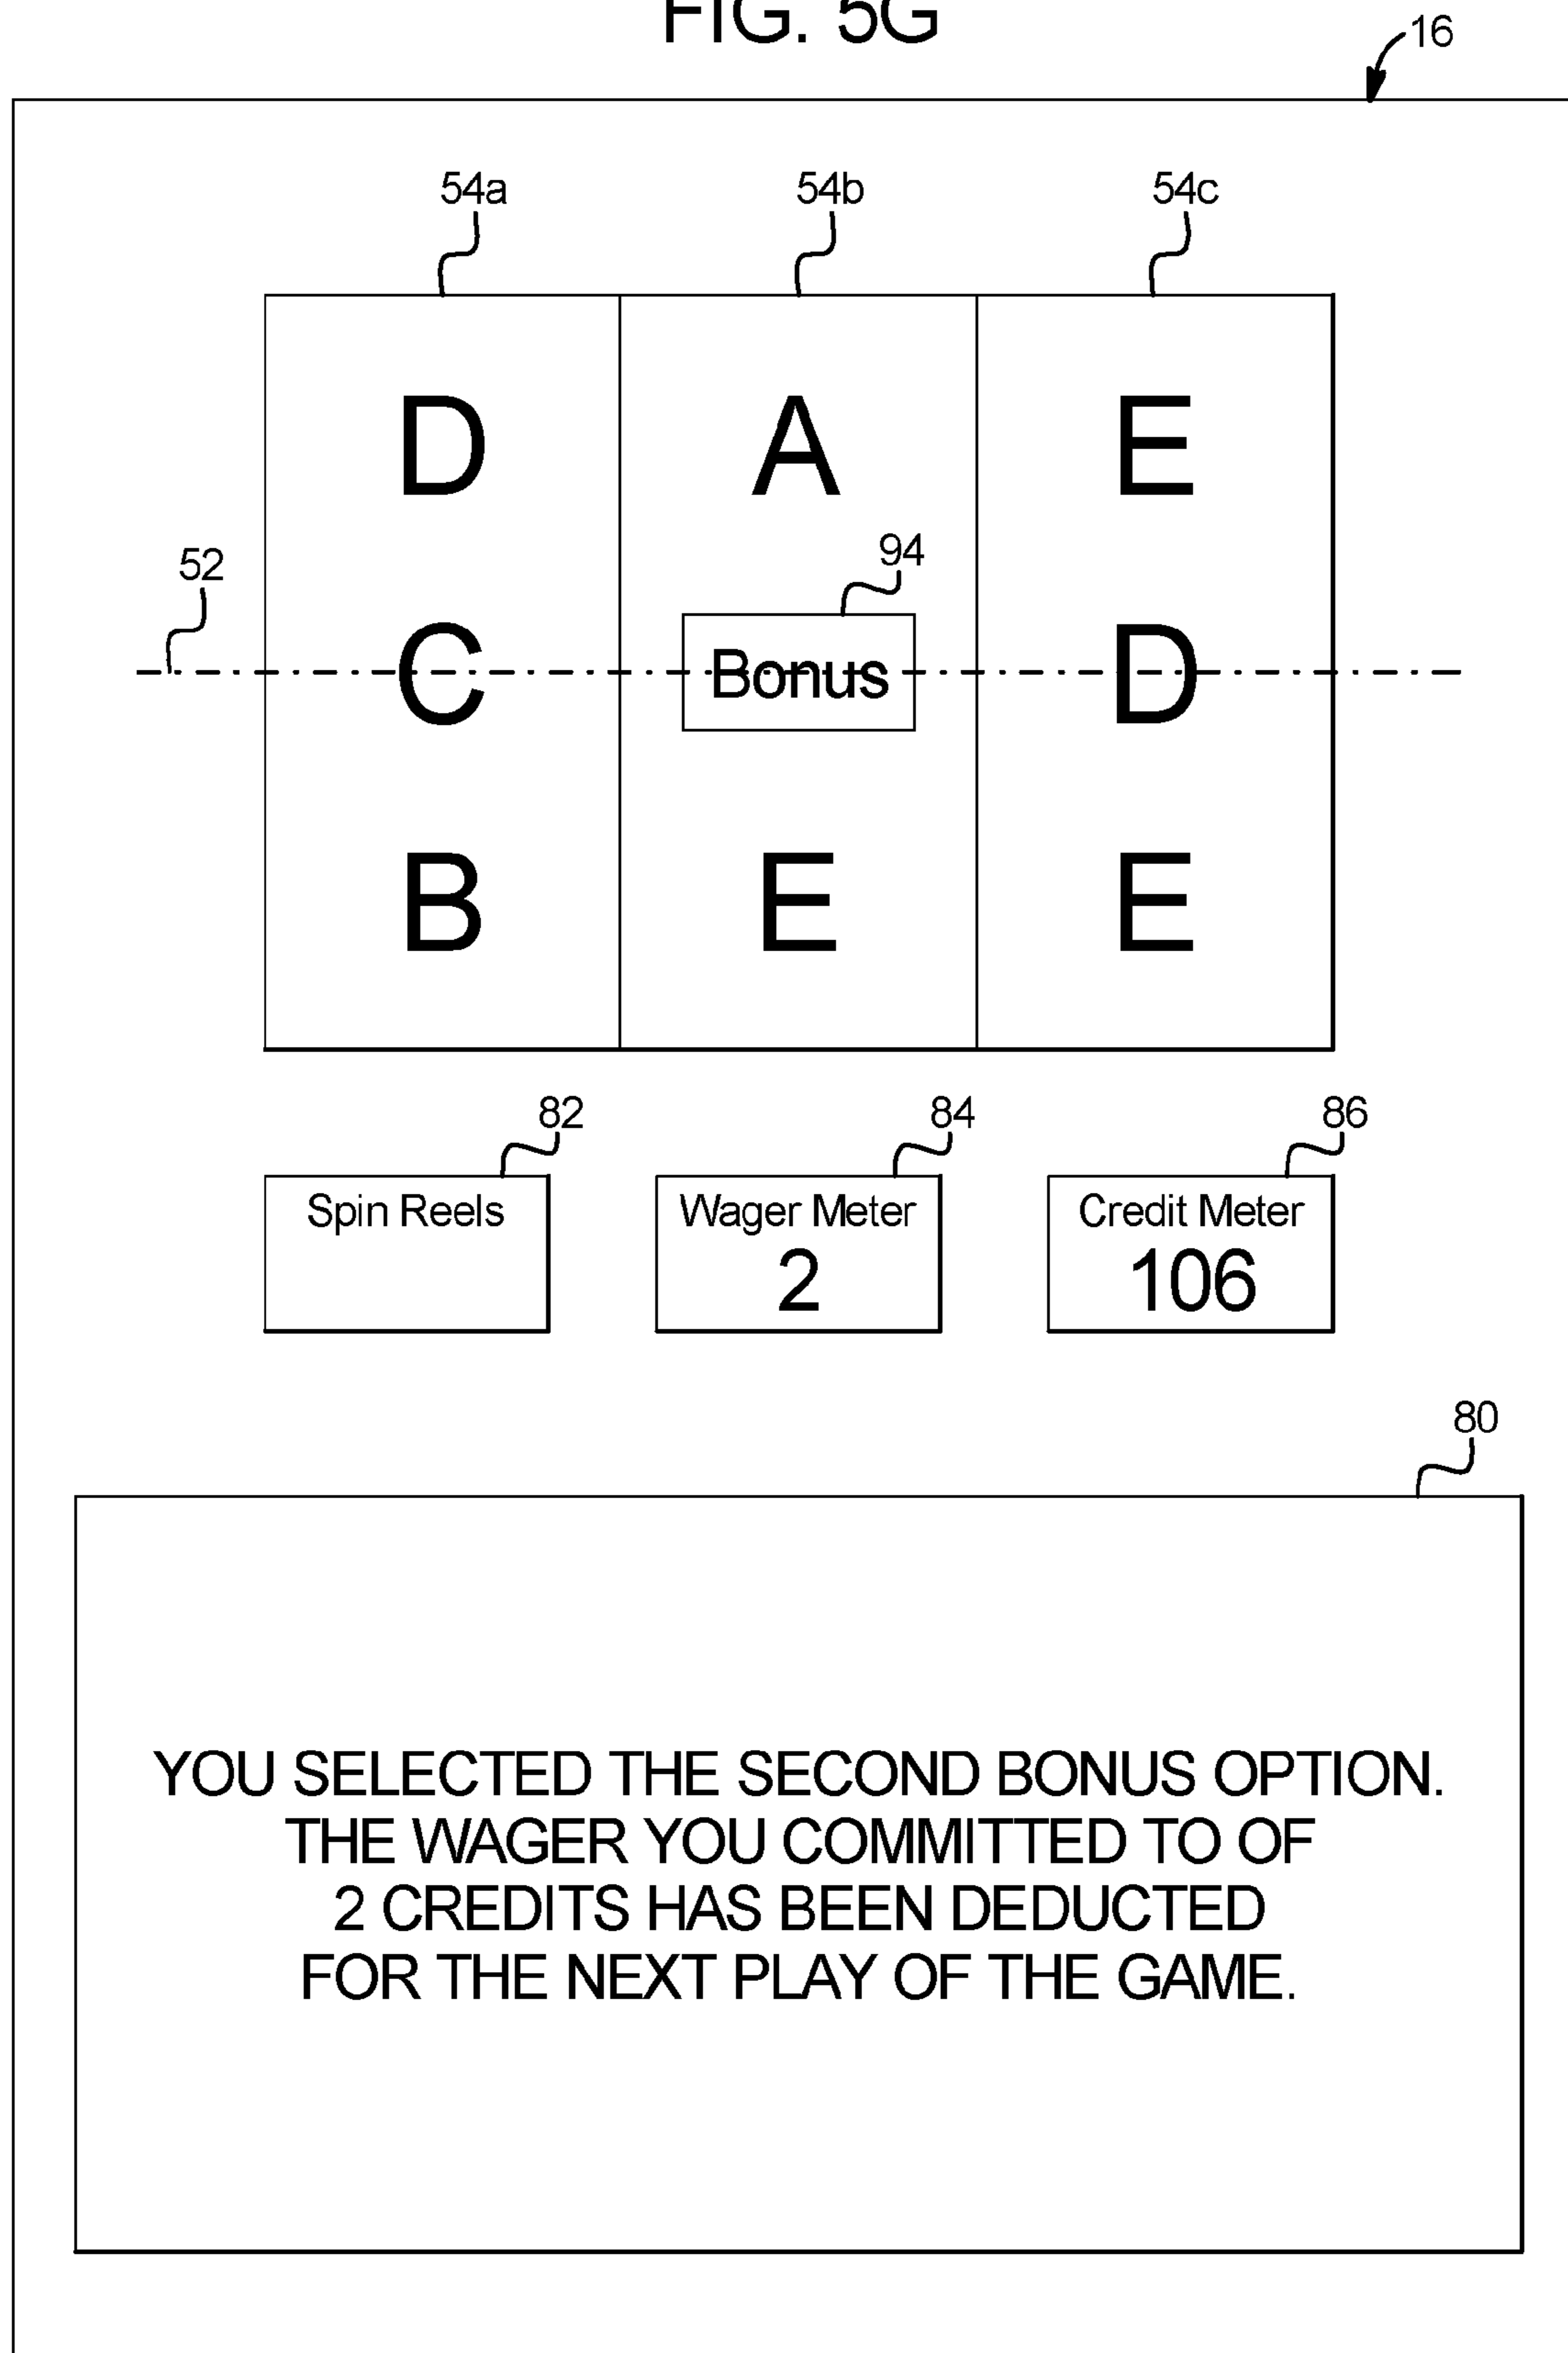 FIG. 5G
16
54a 54b 54c
D A E
94
52
C Bonus D
B E E
82 84 86
Spin Reels Wager Meter Credit Meter
2 106
80
YOU SELECTED THE SECOND BONUS OPTION.
THE WAGER YOU COMMITTED TO OF
2 CREDITS HAS BEEN DEDUCTED
FOR THE NEXT PLAY OF THE GAME.